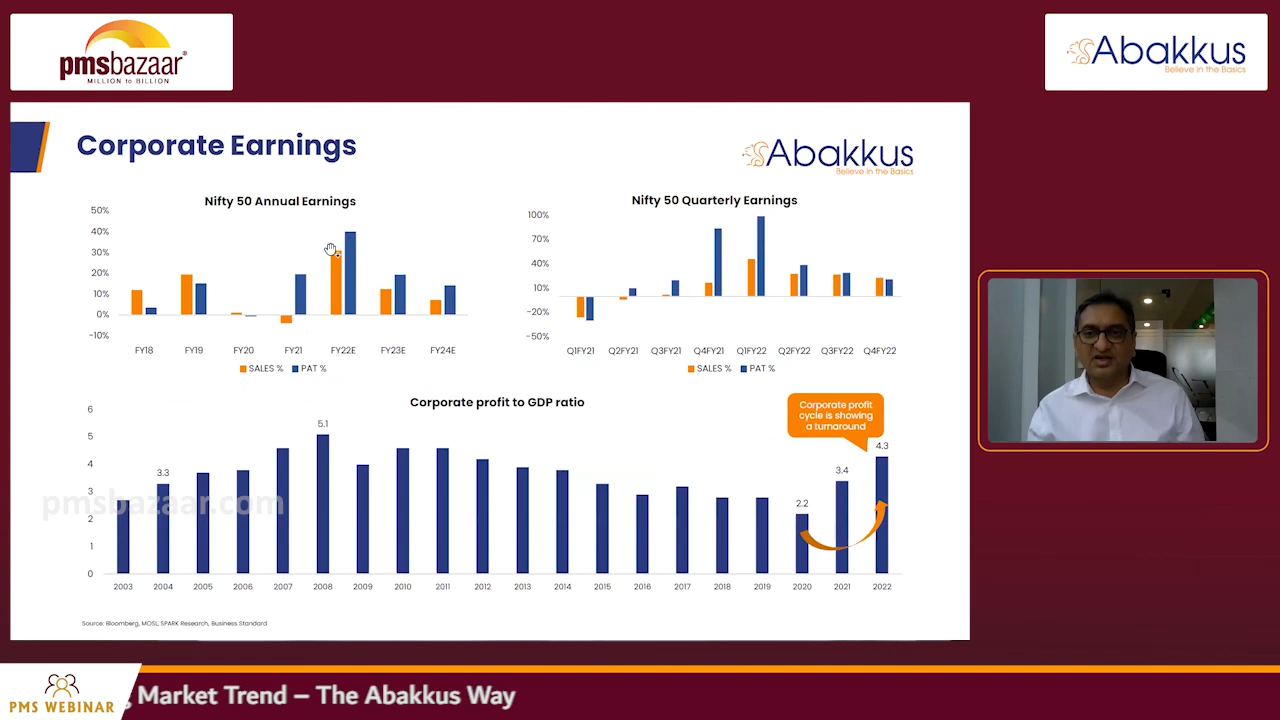 pmsbazaar®
MILLION to BILLION
Abakkus
Believe in the Basics
Corporate Earnings
Abakkus
Believe in the Basics
Nifty 50 Annual Earnings
50%
40%
30%
20%
10%
0%
-10%
FY18 FY19 FY20 FY21 FY22E FY23E FY24E
SALES % PAT %
Nifty 50 Quarterly Earnings
100%
70%
40%
10%
-20%
-50%
Q1FY21 Q2FY21 Q3FY21 Q4FY21 Q1FY22 Q2FY22 Q3FY22 Q4FY22
SALES % PAT %
Corporate profit to GDP ratio
Corporate profit
cycle is showing
a turnaround
6
5
4
3
2
1
0
3.3
5.1
2.2
3.4
4.3
pmsbazaar.com
2003 2004 2005 2006 2007 2008 2009 2010 2011 2012 2013 2014 2015 2016 2017 2018 2019 2020 2021 2022
Source: Bloomberg, MOSL, SPARK Research, Business Standard
PMS WEBINAR
Market Trend – The Abakkus Way